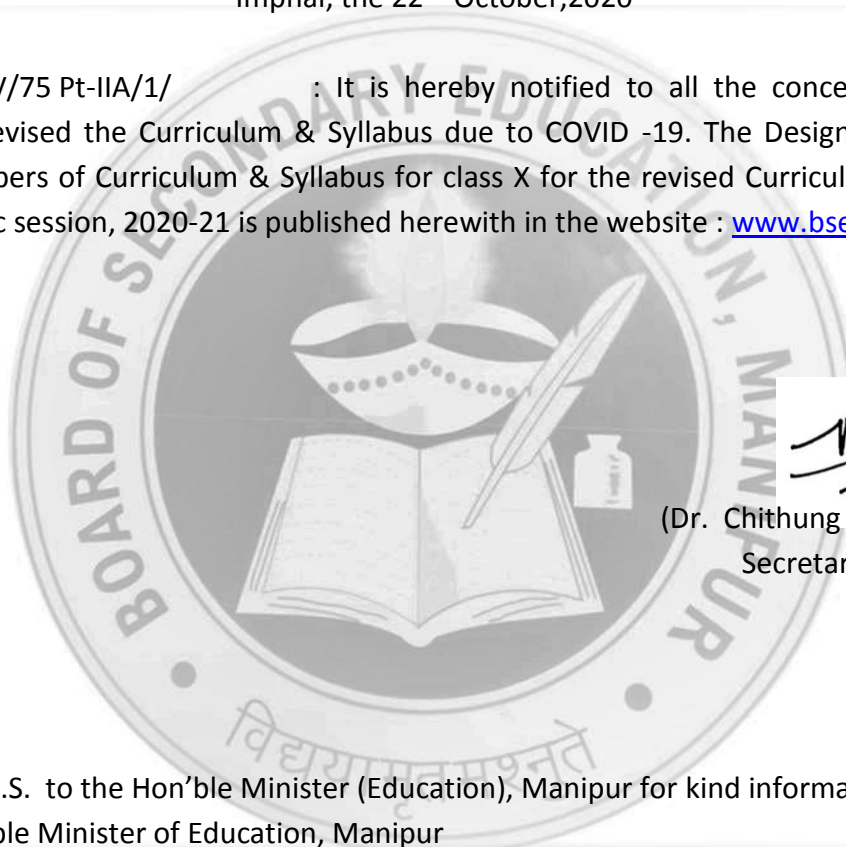 Imphal, the 22 October,2020
V/75 Pt-IIA/1/ : It is hereby notified to all the conce
evised the Curriculum & Syllabus due to COVID -19. The Design
bers of Curriculum & Syllabus for class X for the revised Curricul
c session, 2020-21 is published herewith in the website : www.bse
BOARD OF SECONDARY EDUCATION, MANIPUR
(Dr. Chithung
Secretar
विद्ययामृतमश्नुते
.S. to the Hon’ble Minister (Education), Manipur for kind informa
ble Minister of Education, Manipur